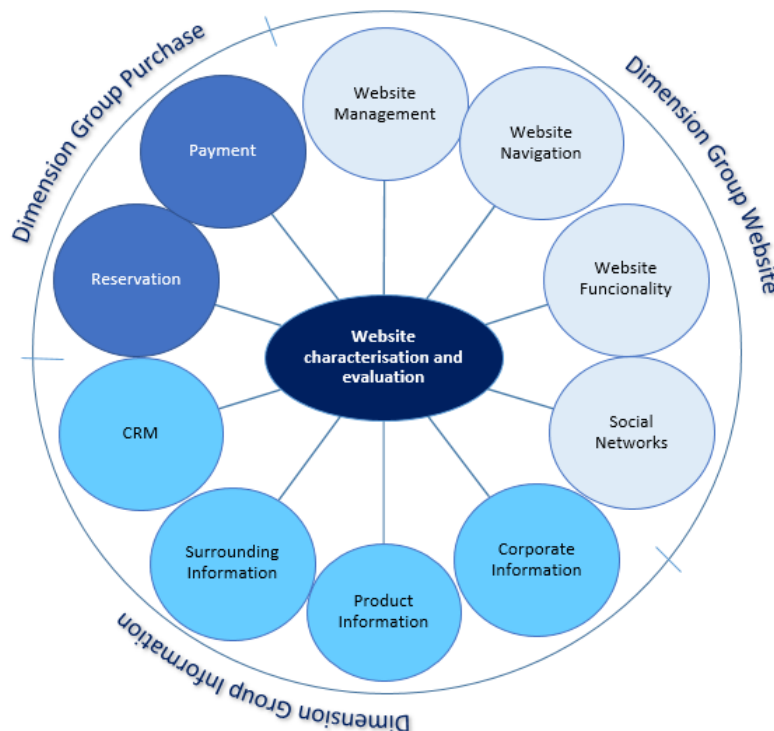 Dimension Group Purchase
Dimension Group Website
Website
Management
Website
Navigation
Payment
Website
Funcionality
Reservation
Website
characterisation and
evaluation
CRM
Social
Networks
Surrounding
Information
Corporate
Information
Product
Information
Dimension Group Information